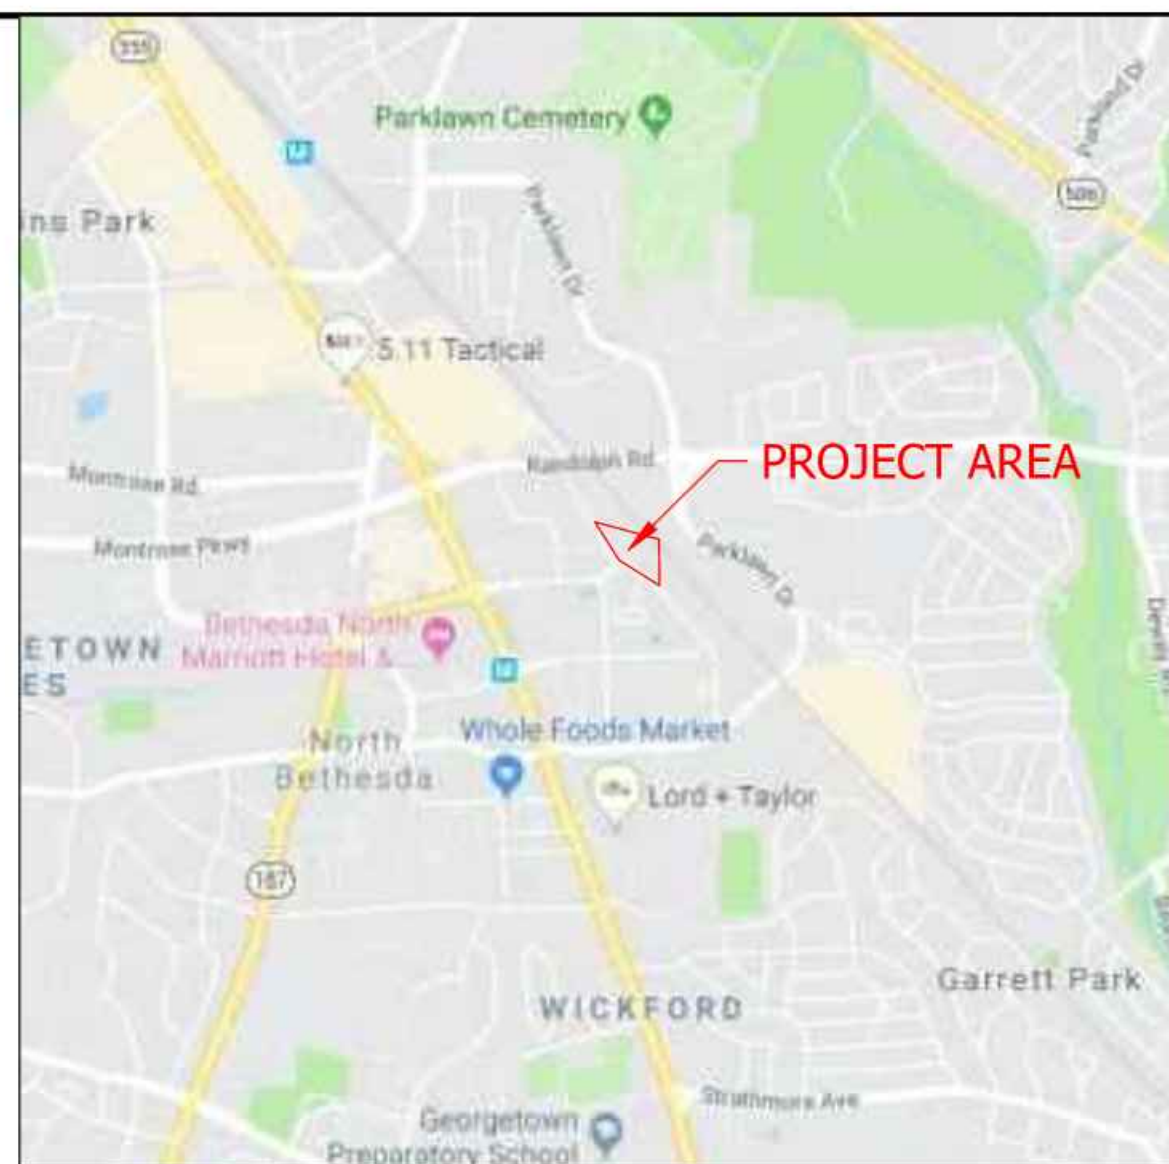 355
Parklawn Cemetery
Parklawn Dr
586
ins Park
Parklawn Dr
5.11 Tactical
Randolph Rd
PROJECT AREA
Montrose Rd
Montrose Pkwy
Parklawn Dr
Bethesda North
Marriott Hotel &
ETOWN
ES
Whole Foods Market
North
Bethesda
Lord + Taylor
187
Garrett Park
WICKFORD
Strathmore Ave
Georgetown
Preparatory School